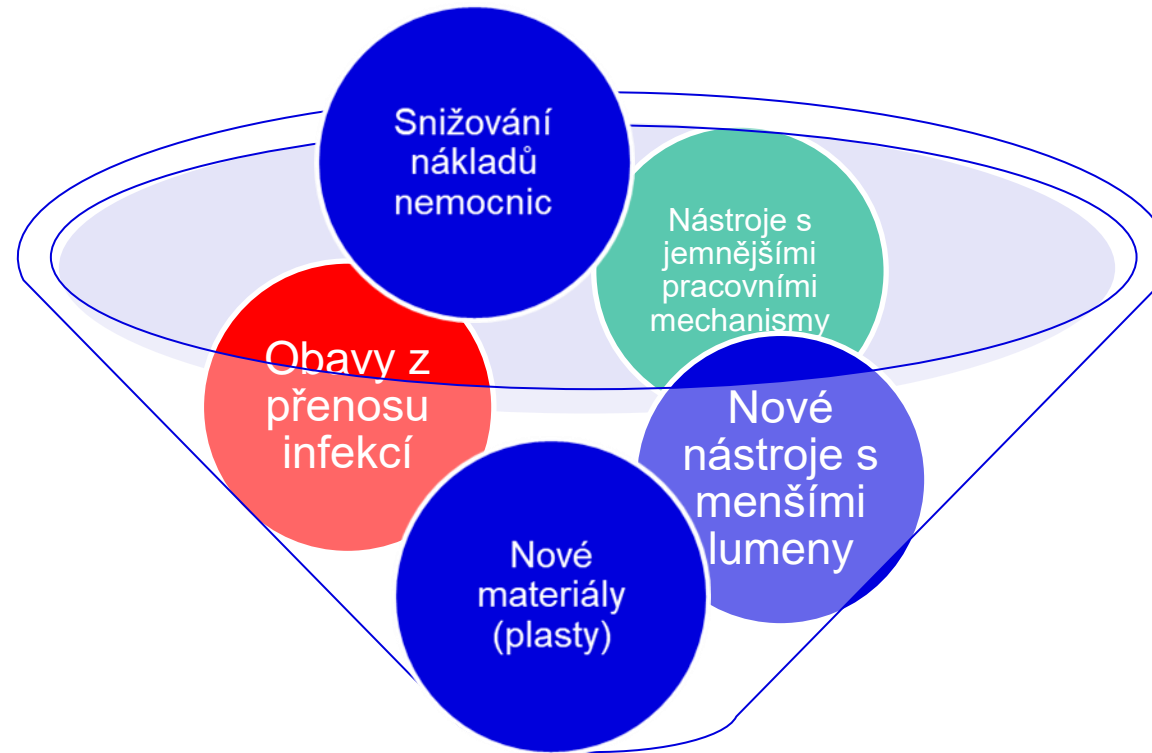 Snižování
nákladů
nemocnic
Nástroje s
jemnějšími
pracovními
mechanismy
Obavy z
přenosu
infekcí
Nové
nástroje s
menšími
lumeny
Nové
materiály
(plasty)